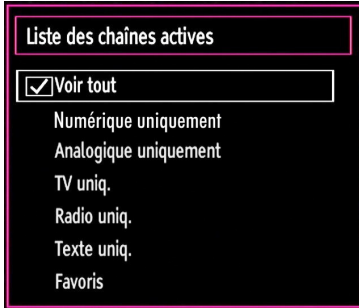 Liste des chaînes actives
Voir tout
Numérique uniquement
Analogique uniquement
TV uniq.
Radio uniq.
Texte uniq.
Favoris